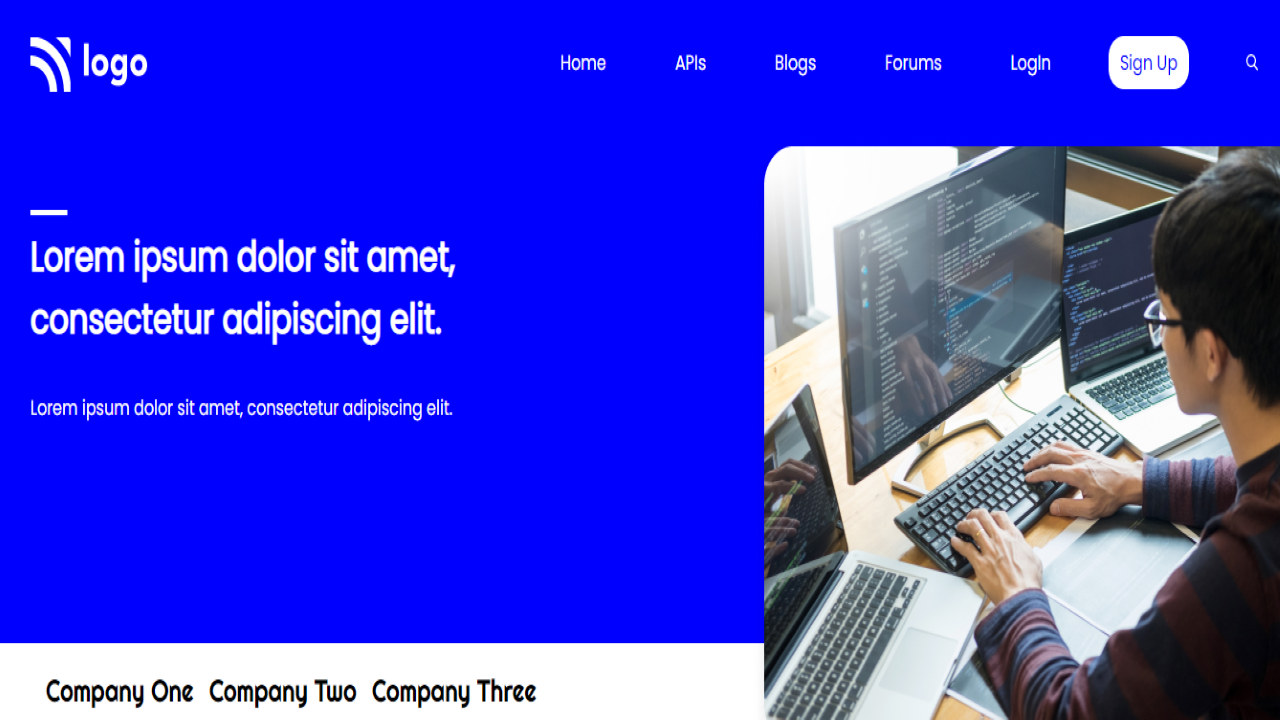 logo
Home APIs Blogs Forums LogIn Sign Up
Lorem ipsum dolor sit amet,
consectetur adipiscing elit.
Lorem ipsum dolor sit amet, consectetur adipiscing elit.
Company One Company Two Company Three